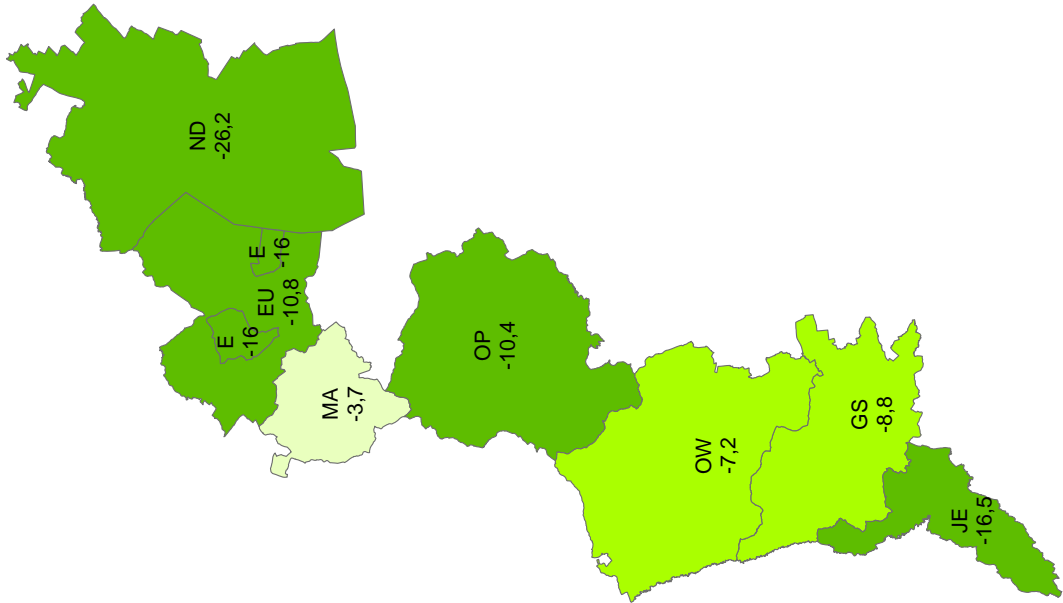 ND
-26,2
E
-16
EU
-10,8
E
-16
MA
-3,7
OP
-10,4
OW
-7,2
GS
-8,8
JE
-16,5